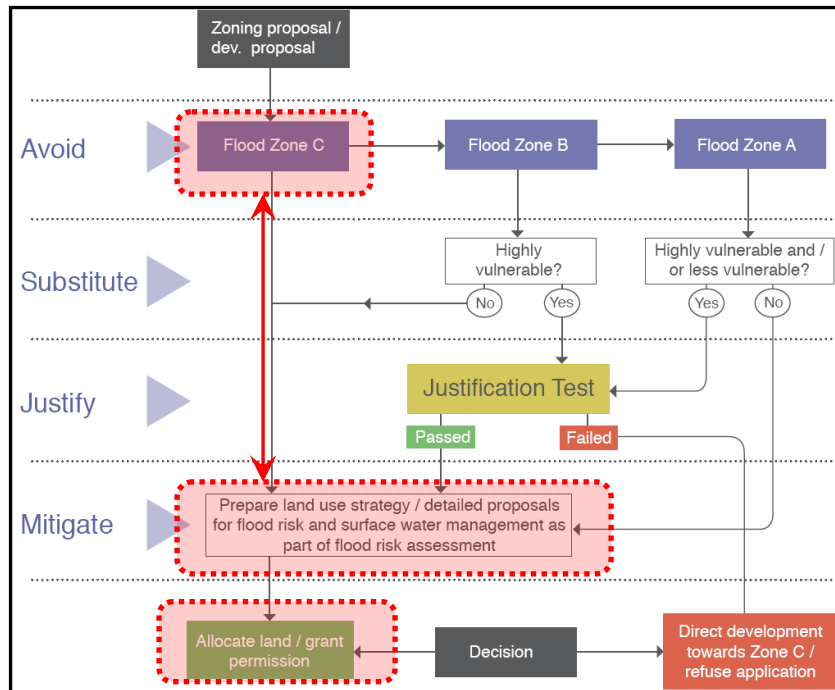 Zoning proposal /
dev. proposal
Avoid
Flood Zone C
Flood Zone B
Flood Zone A
Substitute
Highly
vulnerable?
Highly vulnerable and /
or less vulnerable?
No
Yes
Yes
No
Justify
Justification Test
Passed
Failed
Mitigate
Prepare land use strategy / detailed proposals
for flood risk and surface water management as
part of flood risk assessment
Allocate land / grant
permission
Decision
Direct development
towards Zone C /
refuse application